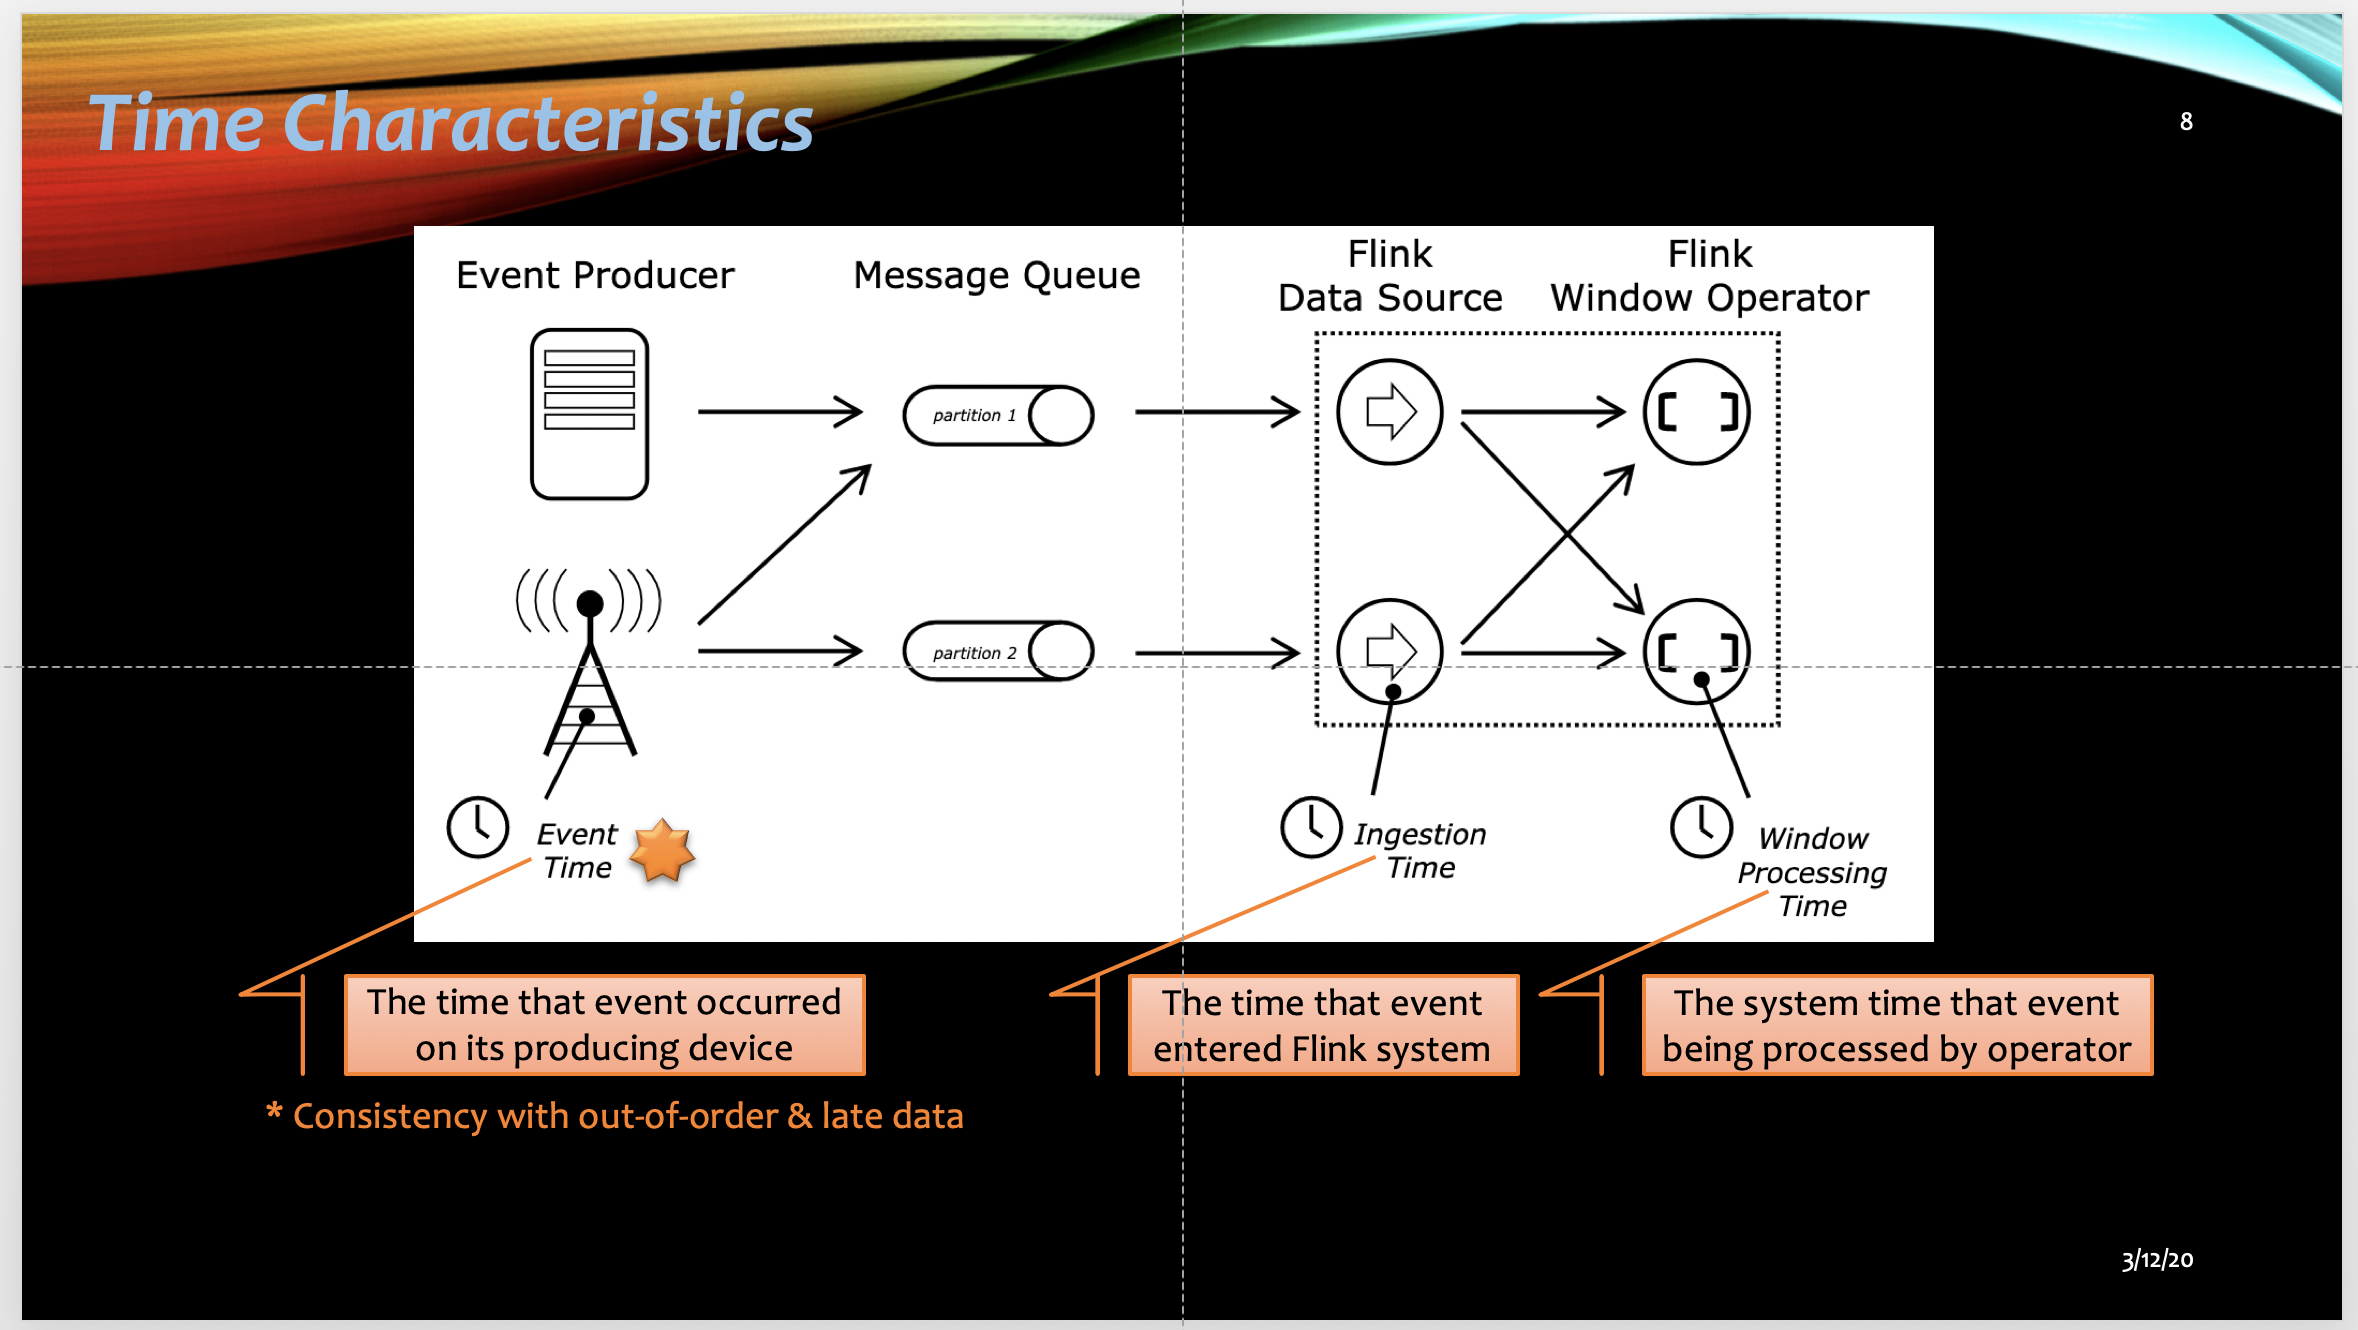 Time Characteristics
8
Event Producer
Message Queue
Flink
Data Source
Flink
Window Operator
partition 1
partition 2
Event
Time
Ingestion
Time
Window
Processing
Time
The time that event occurred
on its producing device
The time that event
entered Flink system
The system time that event
being processed by operator
* Consistency with out-of-order & late data
3/12/20